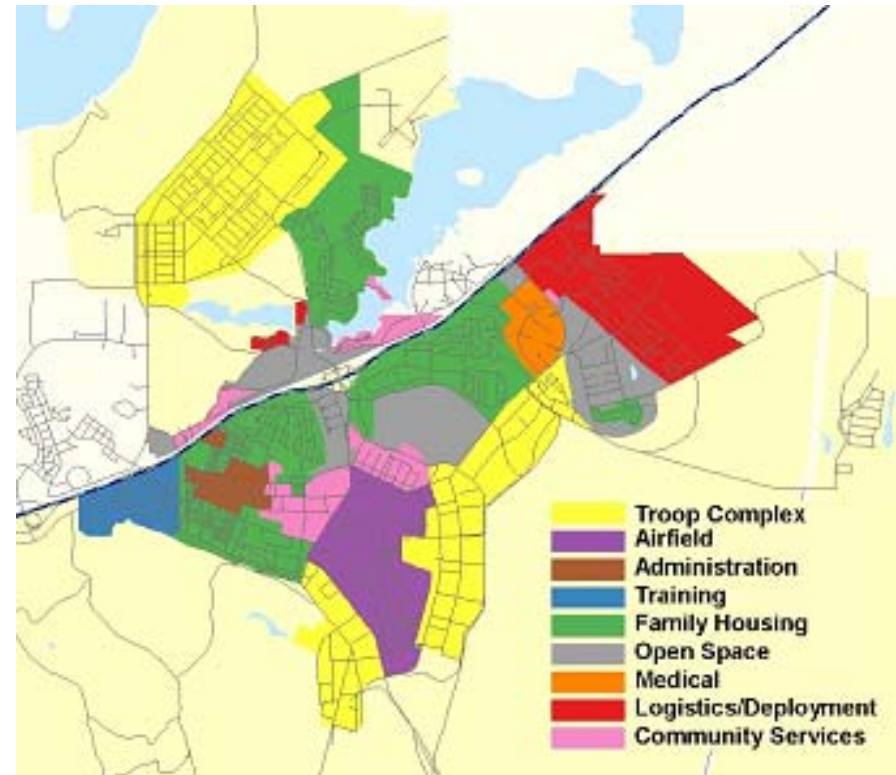 Troop Complex
Airfield
Administration
Training
Family Housing
Open Space
Medical
Logistics/Deployment
Community Services